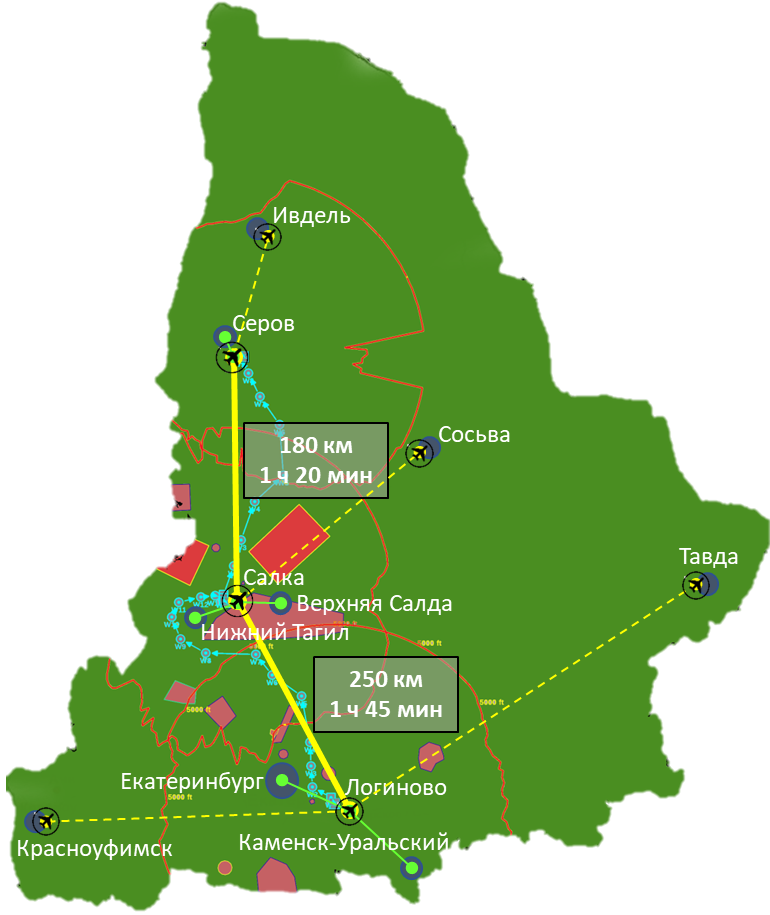 Ивдель
Серов
Сосьва
180 км
1 ч 20 мин
Тавда
Салка
Верхняя Салда
Нижний Тагил
5000 ft
250 км
1 ч 45 мин
5000 ft
5000 ft
Екатеринбург
Логиново
5000 ft
Каменск-Уральский
Красноуфимск